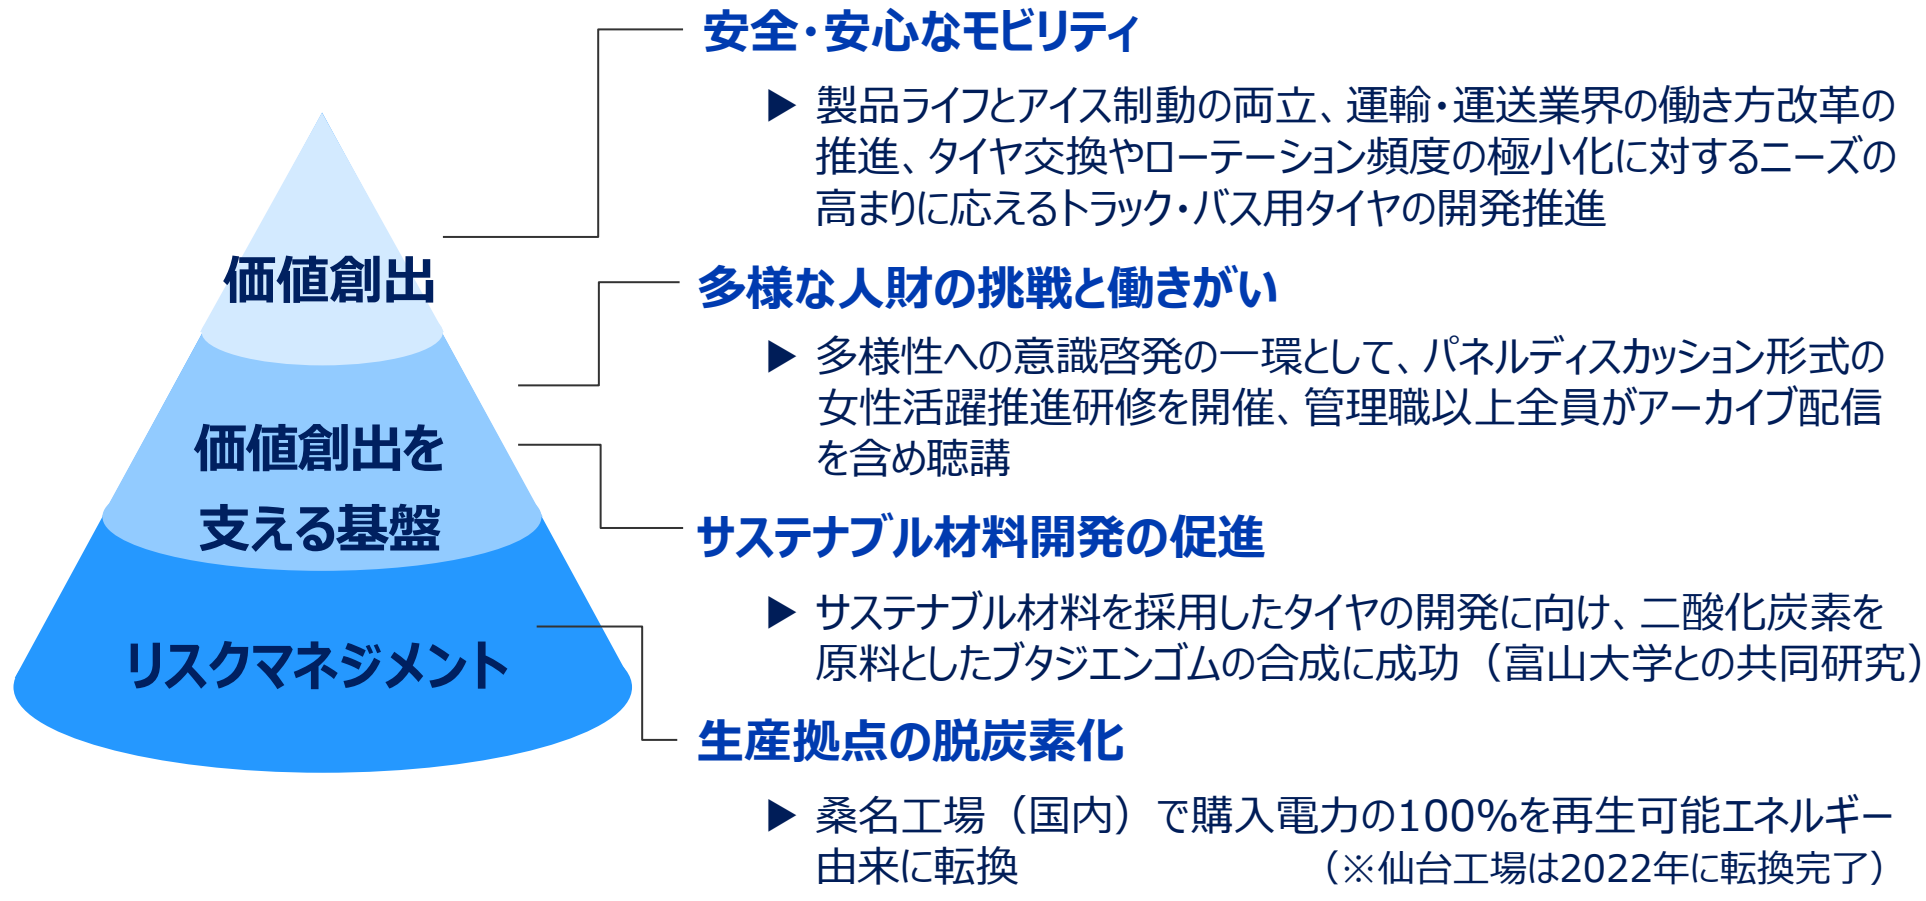 安全・安心なモビリティ
▶ 製品ライフとアイス制動の両立、運輸・運送業界の働き方改革の
推進、タイヤ交換やローテーション頻度の極小化に対するニーズの
高まりに応えるトラック・バス用タイヤの開発推進
価値創出
多様な人財の挑戦と働きがい
▶ 多様性への意識啓発の一環として、パネルディスカッション形式の
女性活躍推進研修を開催、管理職以上全員がアーカイブ配信
を含め聴講
価値創出を
支える基盤
サステナブル材料開発の促進
▶ サステナブル材料を採用したタイヤの開発に向け、二酸化炭素を
原料としたブタジエンゴムの合成に成功（富山大学との共同研究）
リスクマネジメント
生産拠点の脱炭素化
▶ 桑名工場（国内）で購入電力の100%を再生可能エネルギー
由来に転換 （※仙台工場は2022年に転換完了）